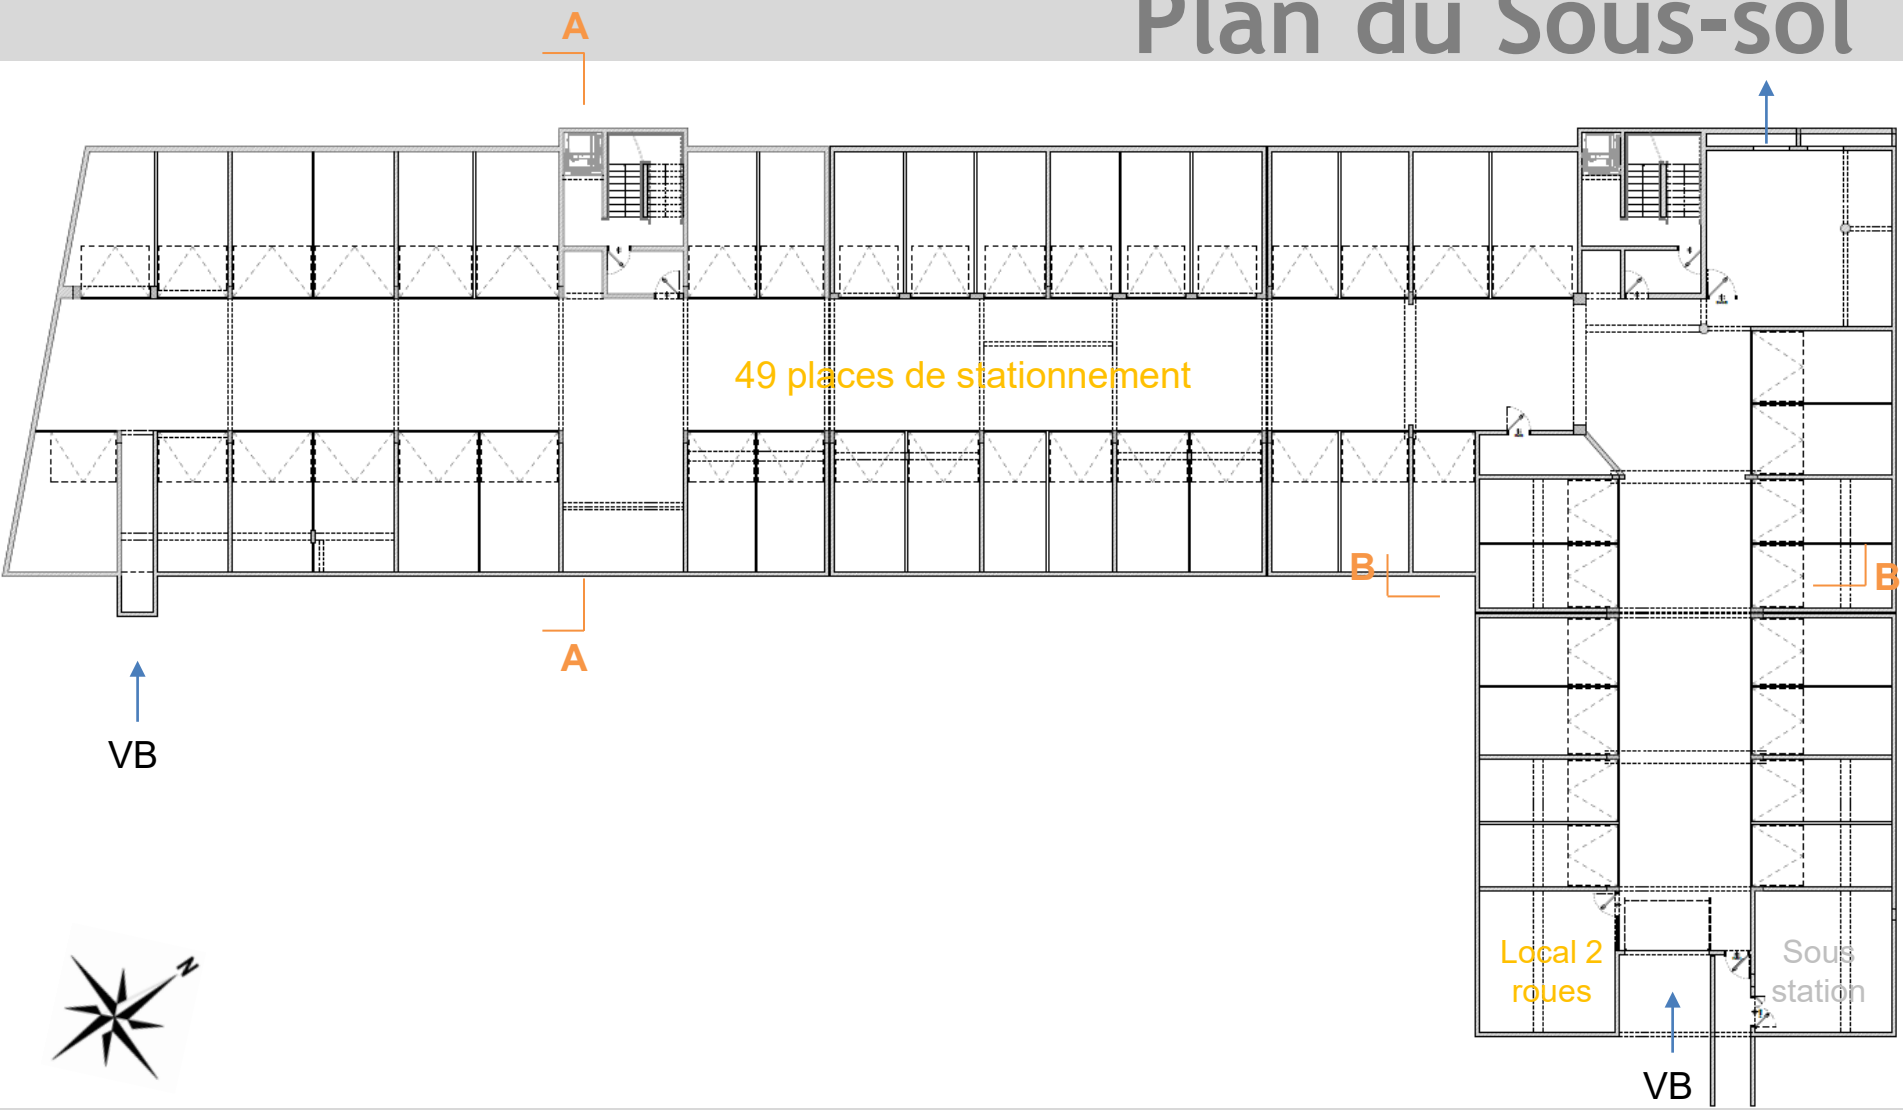 Plan du Sous-sol
A
49 places de stationnement
B
B
A
VB
N
Local 2
roues
Sous
station
VB